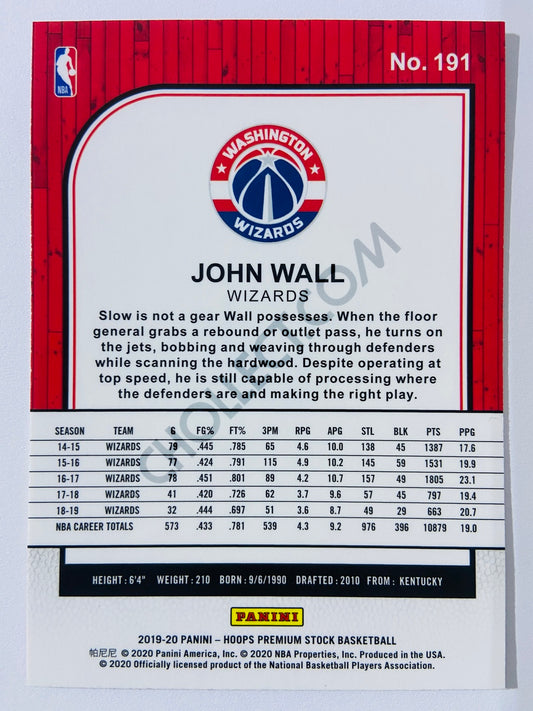 NBA
No. 191
WASHINGTON
WIZARDS
JOHN WALL
WIZARDS
Slow is not a gear Wall possesses. When the floor
general grabs a rebound or outlet pass, he turns on
the jets, bobbing and weaving through defenders
while scanning the hardwood. Despite operating at
top speed, he is still capable of processing where
the defenders are and making the right play.
CHOLLECT.COM
SEASON TEAM G FG% FT% 3PM RPG APG STL BLK PTS PPG
14-15 WIZARDS 79 .445 .785 65 4.6 10.0 138 45 1387 17.6
15-16 WIZARDS 77 .424 .791 115 4.9 10.2 145 59 1531 19.9
16-17 WIZARDS 78 .451 .801 89 4.2 10.7 157 49 1805 23.1
17-18 WIZARDS 41 .420 .726 62 3.7 9.6 57 45 797 19.4
18-19 WIZARDS 32 .444 .697 51 3.6 8.7 49 29 663 20.7
NBA CAREER TOTALS 573 .433 .781 539 4.3 9.2 976 396 10879 19.0
HEIGHT: 6'4" WEIGHT: 210 BORN: 9/6/1990 DRAFTED: 2010 FROM: KENTUCKY
PANINI
2019-20 PANINI – HOOPS PREMIUM STOCK BASKETBALL
帕尼尼 © 2020 Panini America, Inc. © 2020 NBA Properties, Inc. Produced in the USA.
© 2020 Officially licensed product of the National Basketball Players Association.